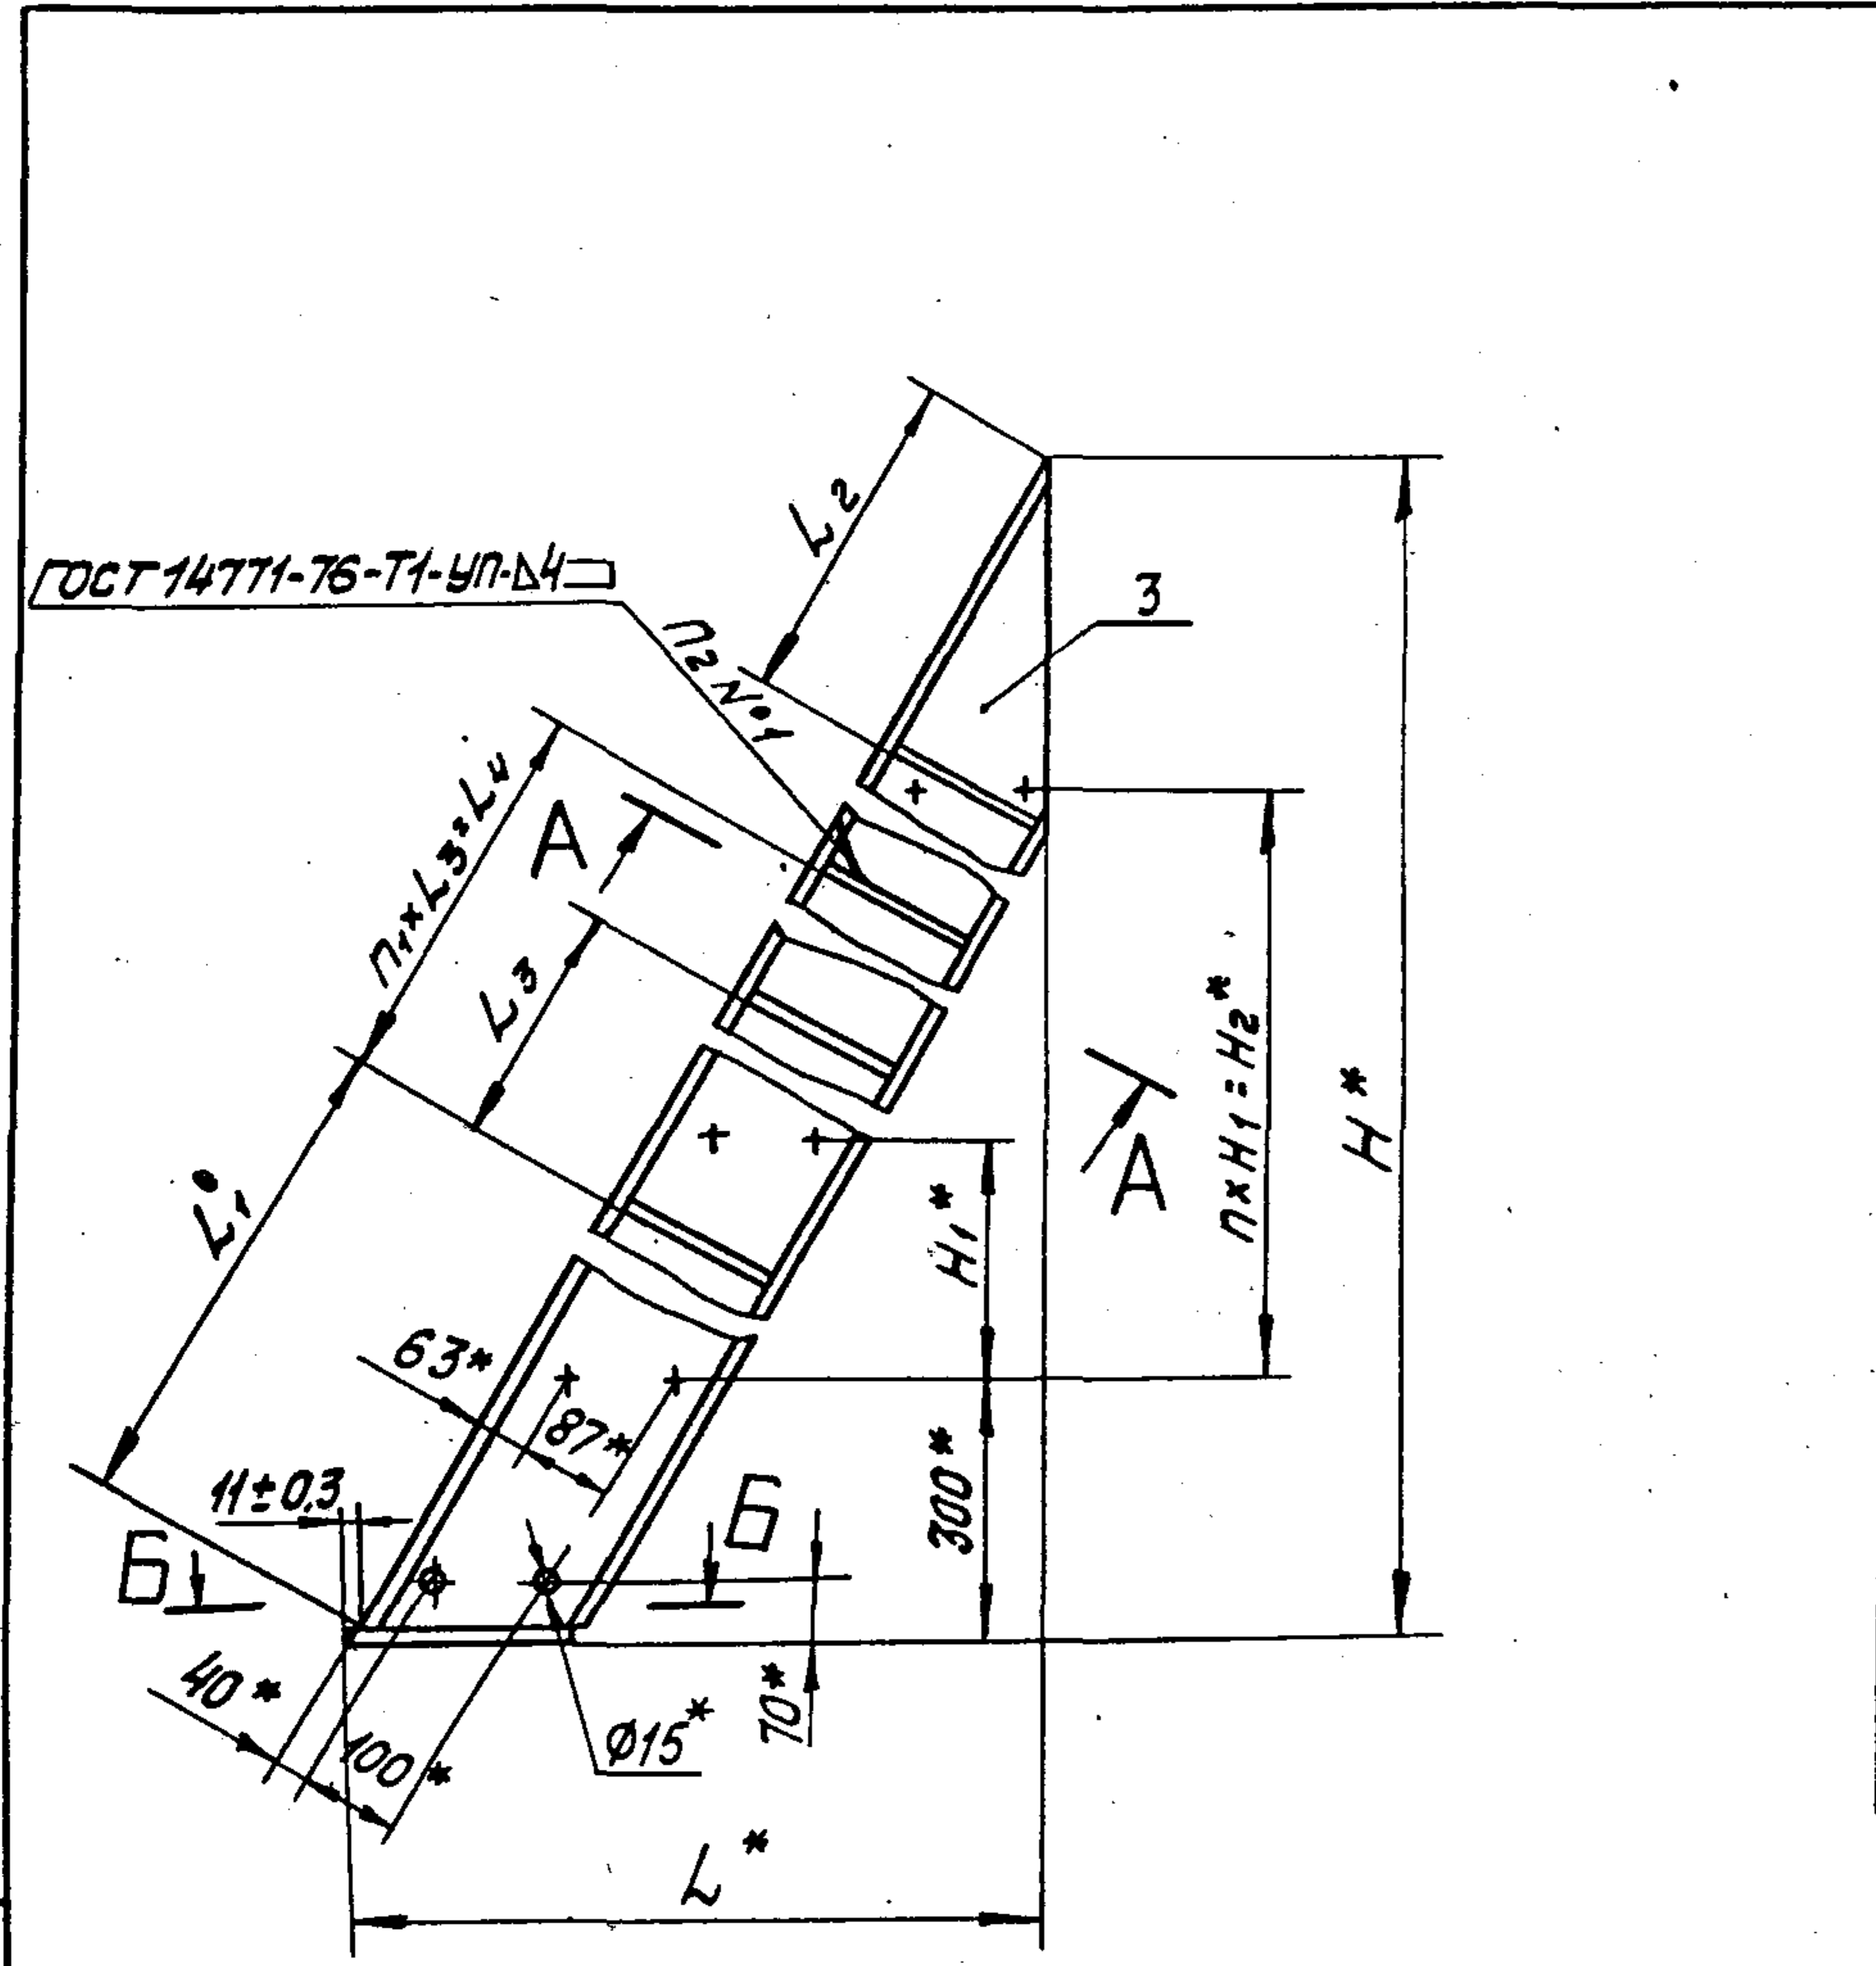 L2
ГОСТ 14771-76-Т1-УП-Δ4
3
n2 №1
n1×L3=L4
А
L3
n×H1=H2*
H*
А
L1
H1*
63*
87*
300*
11±0,3
Б
Б
40*
100*
Ø15*
70*
L*